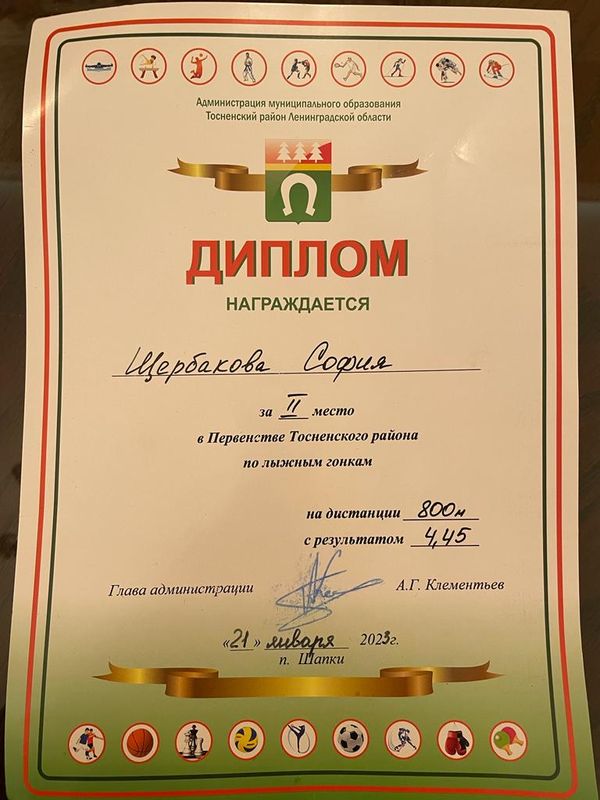 Администрация муниципального образования
Тосненский район Ленинградской области
ДИПЛОМ
НАГРАЖДАЕТСЯ
Щербакова София
за II место
в Первенстве Тосненского района
по лыжным гонкам
на дистанции 800м
с результатом 4,45
Глава администрации А.Г. Клементьев
«21» января 2023г.
п. Шапки